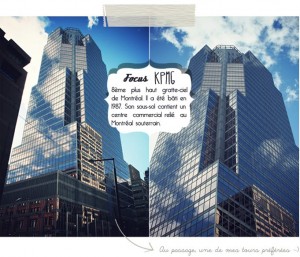 Focus KPMG
8ème plus haut gratte-ciel
de Montréal. Il a été bâti en
1987. Son sous-sol contient un
centre commercial relié au
Montréal souterrain.
Au passage, une de mes tours préférées :-)